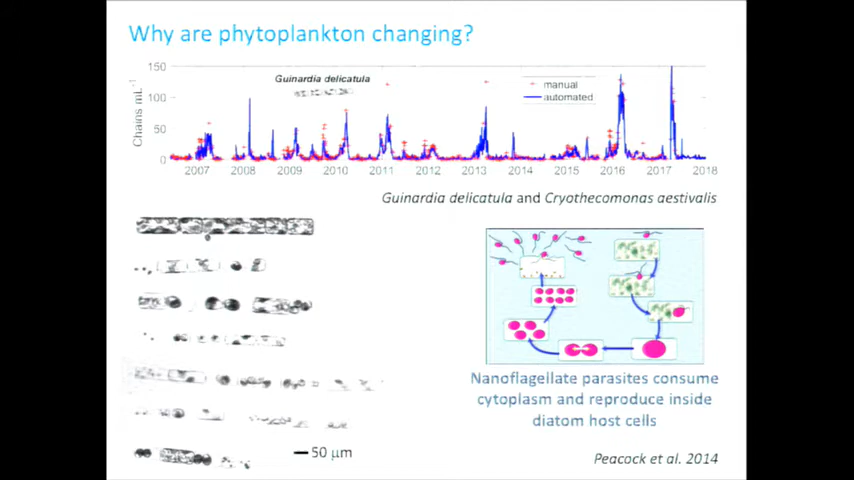 Why are phytoplankton changing?
150
100
50
0
Chains mL-1
Guinardia delicatula
manual
automated
2007 2008 2009 2010 2011 2012 2013 2014 2015 2016 2017 2018
Guinardia delicatula and Cryothecomonas aestivalis
Nanoflagellate parasites consume
cytoplasm and reproduce inside
diatom host cells
50 μm
Peacock et al. 2014